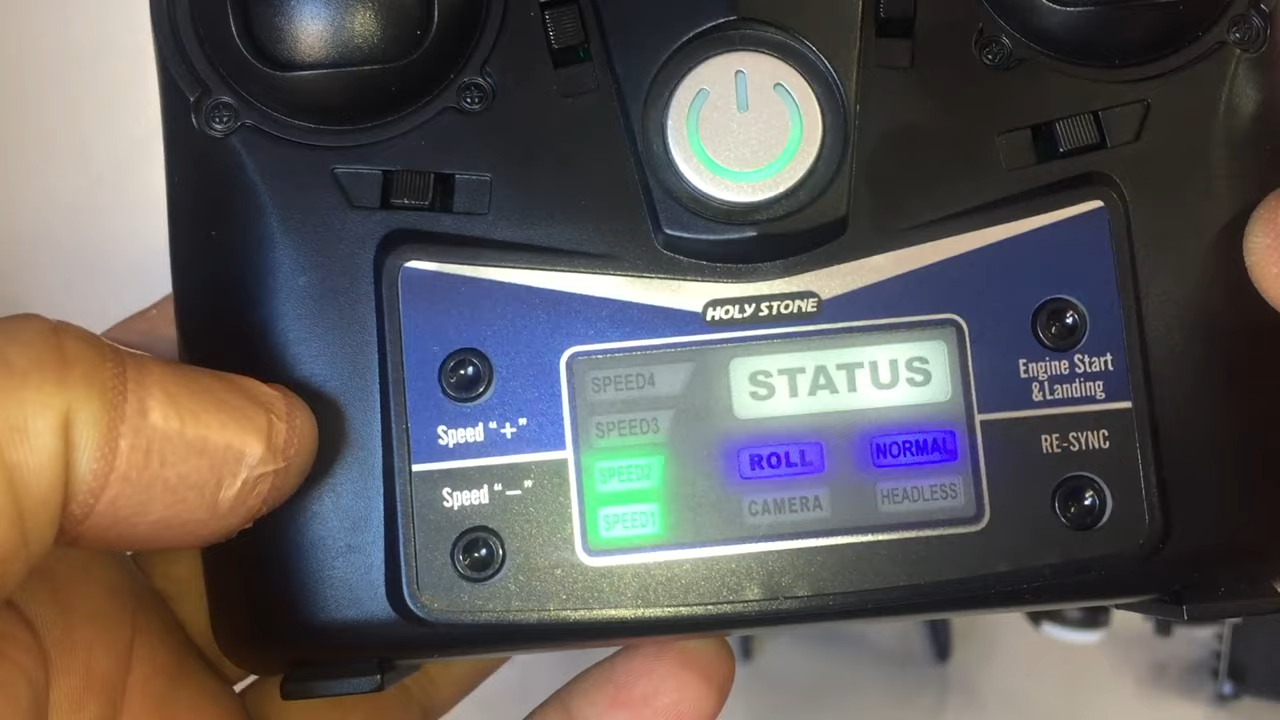 HOLY STONE
Speed "+"
Speed "–"
SPEED4
SPEED3
SPEED2
SPEED1
STATUS
ROLL
NORMAL
CAMERA
HEADLESS
Engine Start
&Landing
RE-SYNC